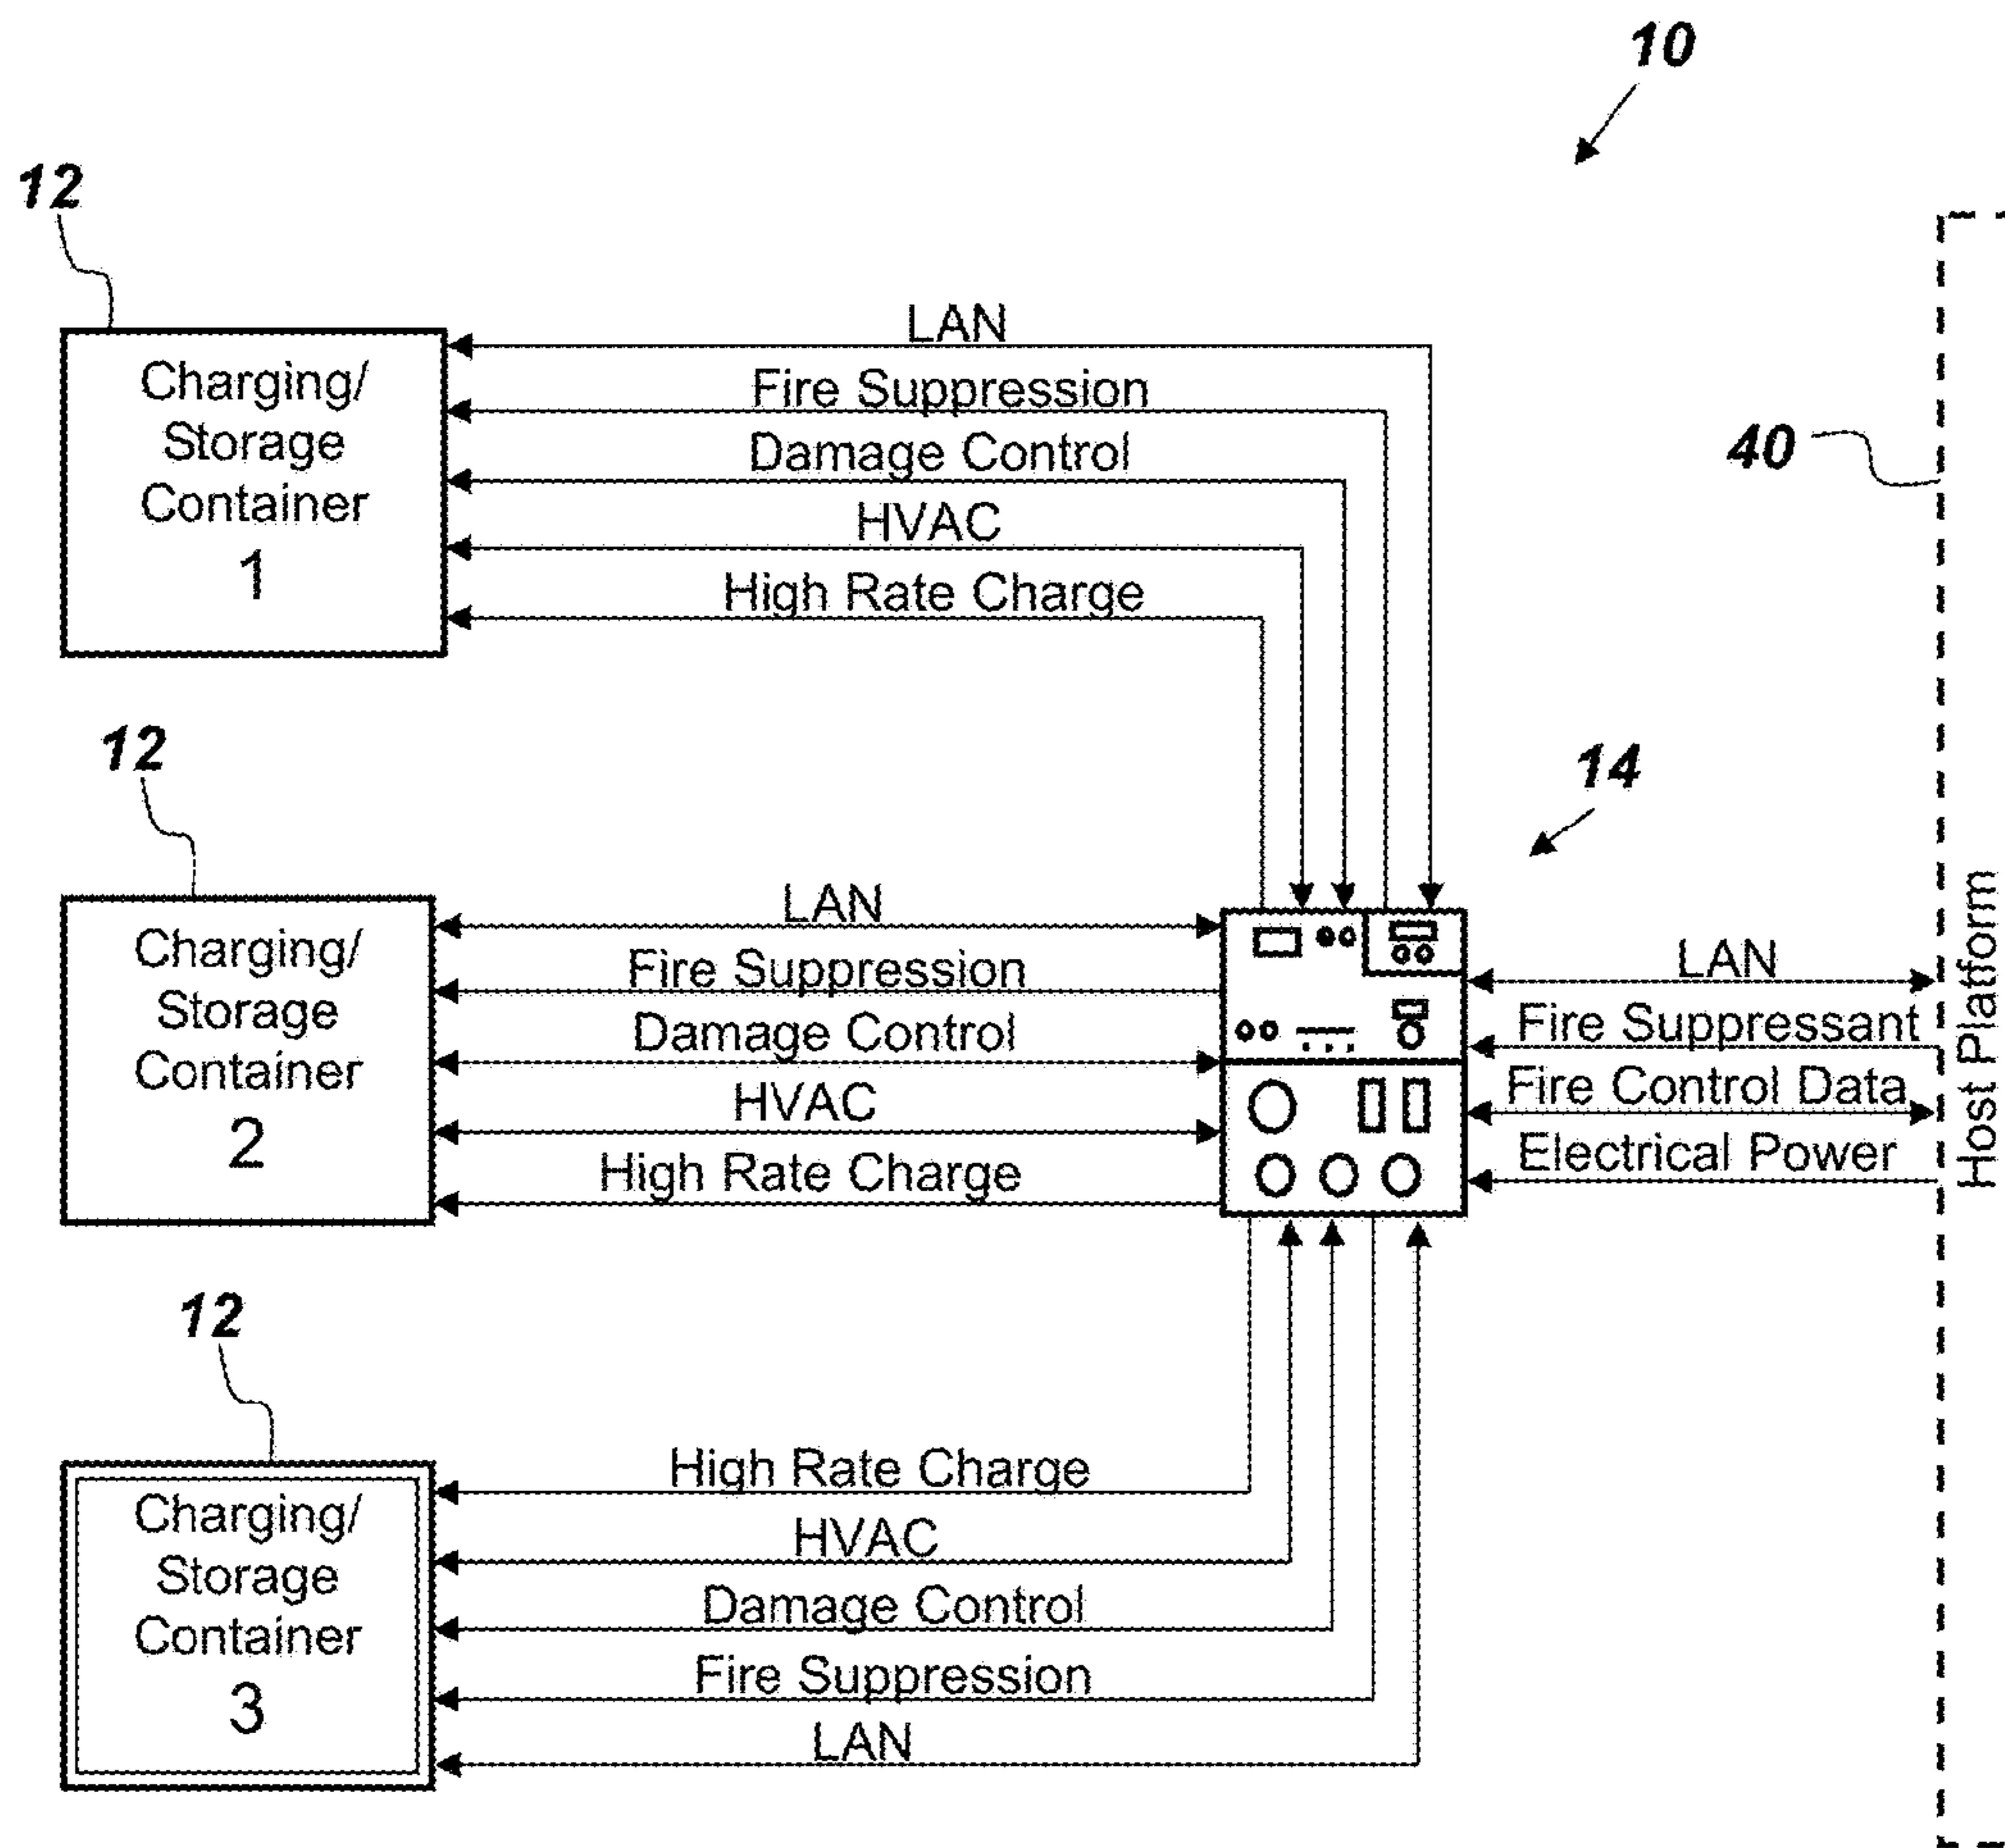 10
12
LAN
Fire Suppression
Damage Control
HVAC
High Rate Charge
Charging/
Storage
Container
1
40
12
14
Charging/
Storage
Container
2
LAN
Fire Suppression
Damage Control
HVAC
High Rate Charge
LAN
Fire Suppressant
Fire Control Data
Electrical Power
Host Platform
12
Charging/
Storage
Container
3
High Rate Charge
HVAC
Damage Control
Fire Suppression
LAN